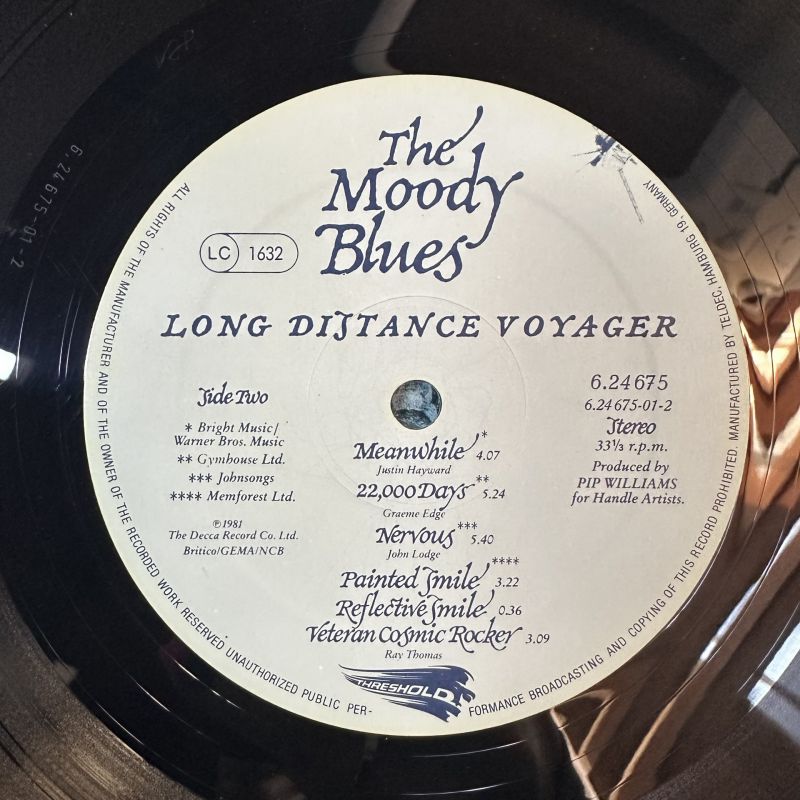 The
Moody
Blues
LC 1632
LONG DISTANCE VOYAGER
Side Two
* Bright Music/
Warner Bros. Music
** Gymhouse Ltd.
*** Johnsongs
**** Memforest Ltd.
℗1981
The Decca Record Co. Ltd.
Britico/GEMA/NCB
6.24675
6.24675-01-2
Stereo
33⅓ r.p.m.
Produced by
PIP WILLIAMS
for Handle Artists.
Meanwhile* 4.07
Justin Hayward
22,000 Days** 5.24
Graeme Edge
Nervous*** 5.40
John Lodge
Painted Smile**** 3.22
Reflective Smile 0.36
Veteran Cosmic Rocker 3.09
Ray Thomas
THRESHOLD
ALL RIGHTS OF THE MANUFACTURER AND OF THE OWNER OF THE RECORDED WORK RESERVED UNAUTHORIZED PUBLIC PER-
FORMANCE BROADCASTING AND COPYING OF THIS RECORD PROHIBITED. MANUFACTURED BY TELDEC, HAMBURG 19, GERMANY
6.24675-01-2